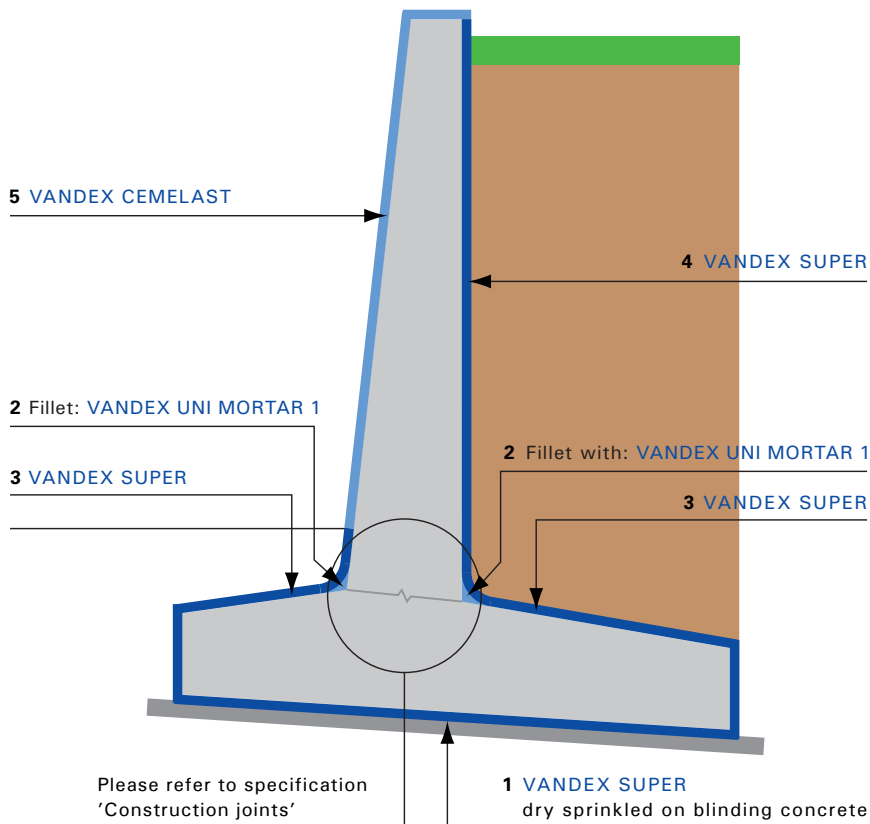 5 VANDEX CEMELAST
4 VANDEX SUPER
2 Fillet: VANDEX UNI MORTAR 1
2 Fillet with: VANDEX UNI MORTAR 1
3 VANDEX SUPER
3 VANDEX SUPER
Please refer to specification
'Construction joints'
1 VANDEX SUPER
dry sprinkled on blinding concrete